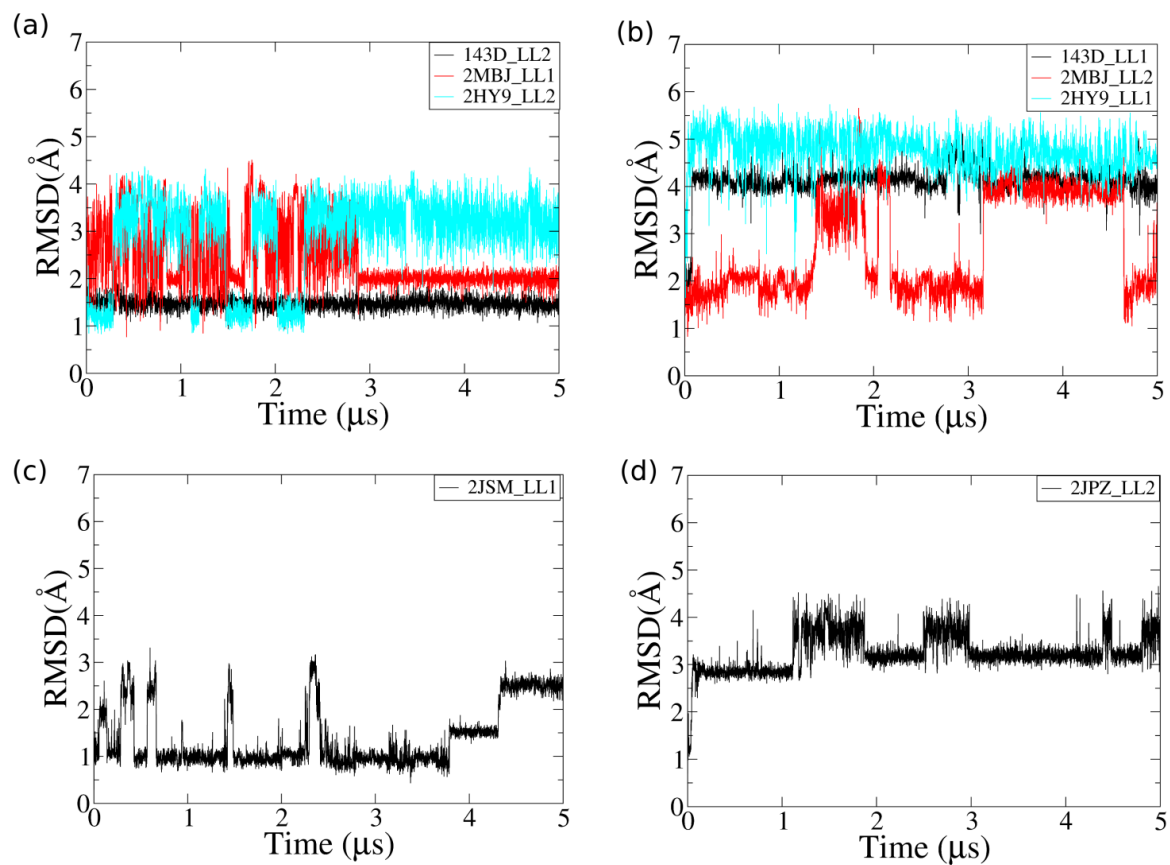 (a)
7
6
5
4
3
2
1
0
RMSD(Å)
0 1 2 3 4 5
Time (μs)
143D_LL2
2MBJ_LL1
2HY9_LL2
(b)
7
6
5
4
3
2
1
0
RMSD(Å)
0 1 2 3 4 5
Time (μs)
143D_LL1
2MBJ_LL2
2HY9_LL1
(c)
7
6
5
4
3
2
1
0
RMSD(Å)
0 1 2 3 4 5
Time (μs)
2JSM_LL1
(d)
7
6
5
4
3
2
1
0
RMSD(Å)
0 1 2 3 4 5
Time (μs)
2JPZ_LL2